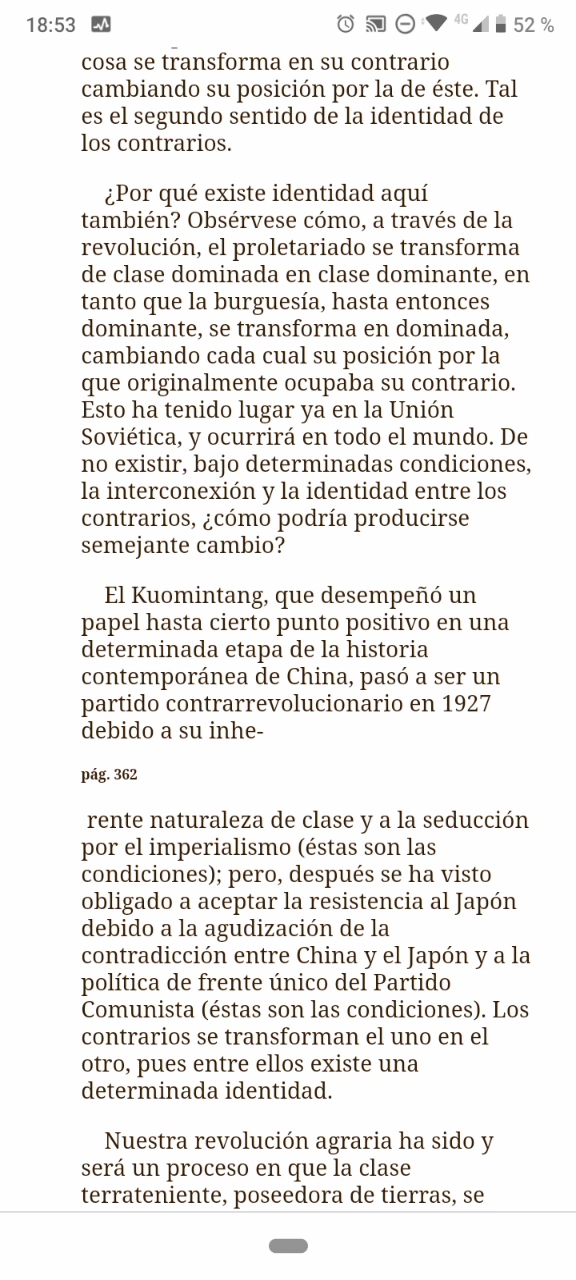 18:53
4G
52 %
cosa se transforma en su contrario
cambiando su posición por la de éste. Tal
es el segundo sentido de la identidad de
los contrarios.
¿Por qué existe identidad aquí
también? Obsérvese cómo, a través de la
revolución, el proletariado se transforma
de clase dominada en clase dominante, en
tanto que la burguesía, hasta entonces
dominante, se transforma en dominada,
cambiando cada cual su posición por la
que originalmente ocupaba su contrario.
Esto ha tenido lugar ya en la Unión
Soviética, y ocurrirá en todo el mundo. De
no existir, bajo determinadas condiciones,
la interconexión y la identidad entre los
contrarios, ¿cómo podría producirse
semejante cambio?
El Kuomintang, que desempeñó un
papel hasta cierto punto positivo en una
determinada etapa de la historia
contemporánea de China, pasó a ser un
partido contrarrevolucionario en 1927
debido a su inhe-
pág. 362
rente naturaleza de clase y a la seducción
por el imperialismo (éstas son las
condiciones); pero, después se ha visto
obligado a aceptar la resistencia al Japón
debido a la agudización de la
contradicción entre China y el Japón y a la
política de frente único del Partido
Comunista (éstas son las condiciones). Los
contrarios se transforman el uno en el
otro, pues entre ellos existe una
determinada identidad.
Nuestra revolución agraria ha sido y
será un proceso en que la clase
terrateniente, poseedora de tierras, se